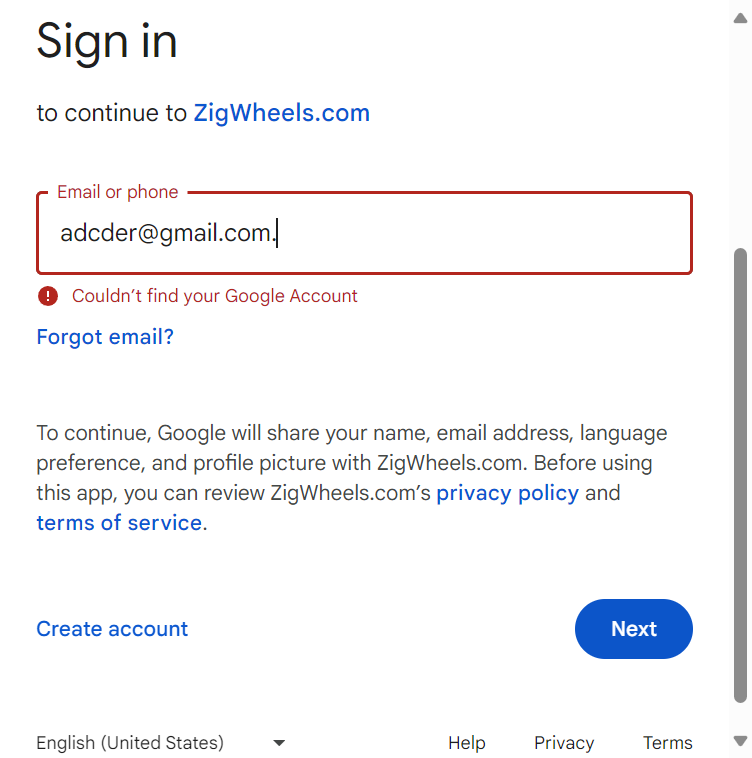 Sign in
to continue to ZigWheels.com
Email or phone
adcder@gmail.com.
Couldn’t find your Google Account
Forgot email?
To continue, Google will share your name, email address, language
preference, and profile picture with ZigWheels.com. Before using
this app, you can review ZigWheels.com’s privacy policy and
terms of service.
Create account
Next
English (United States)
Help
Privacy
Terms